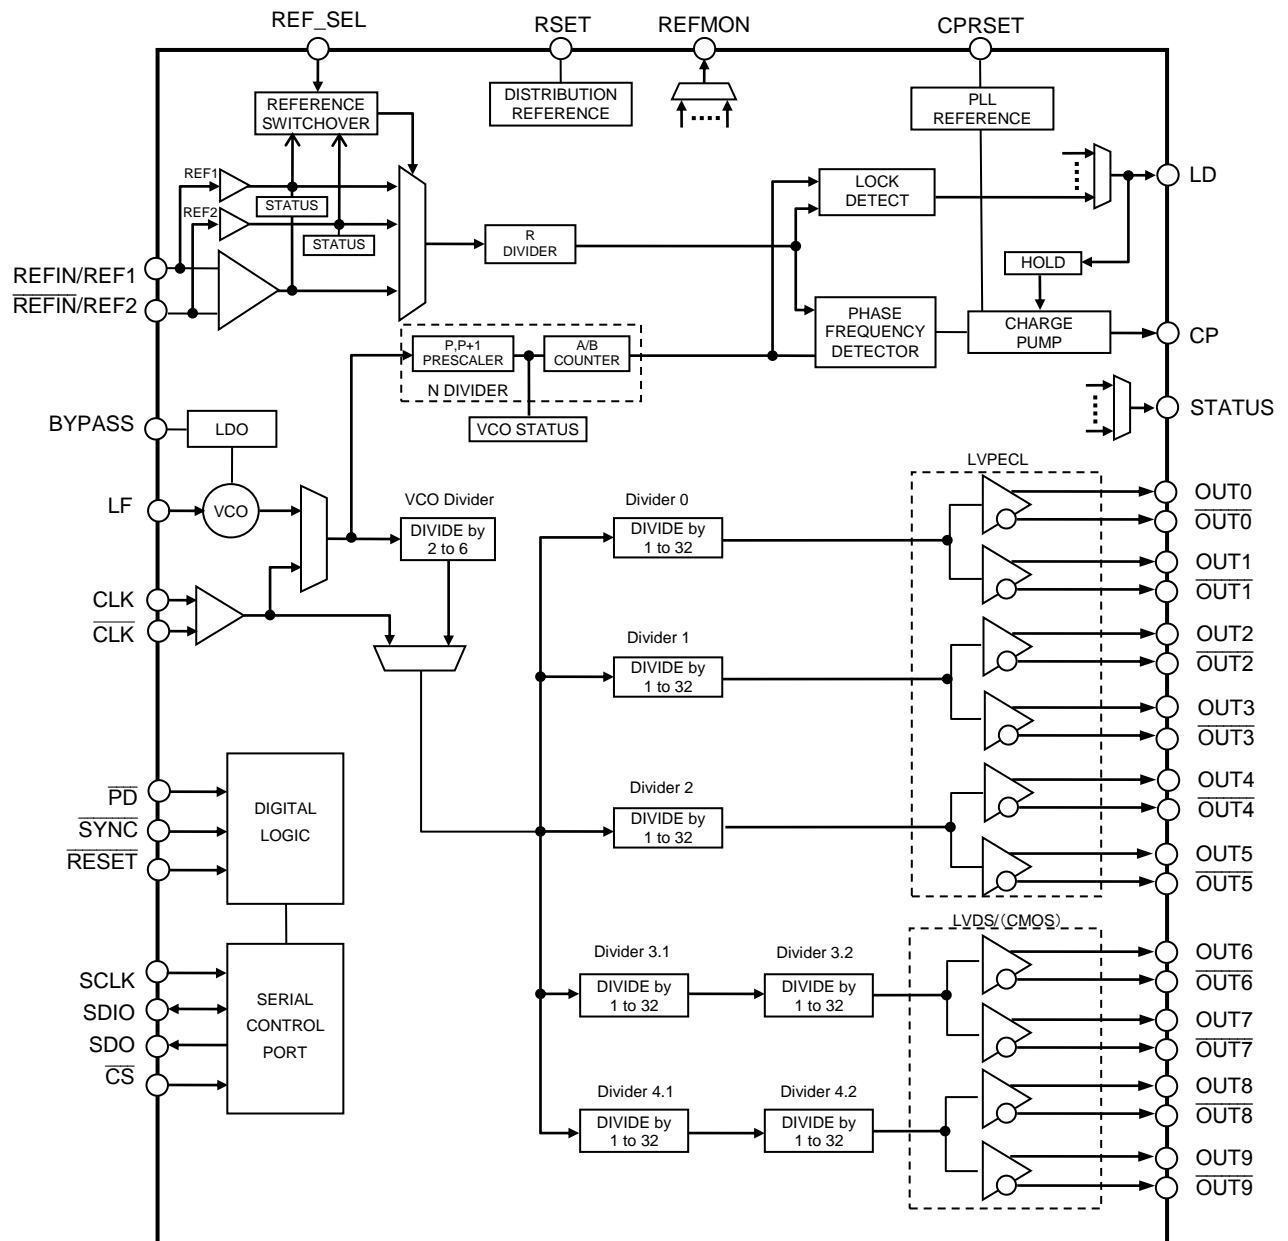 REF_SEL
RSET
REFMON
CPRSET
REFERENCE
SWITCHOVER
DISTRIBUTION
REFERENCE
PLL
REFERENCE
REF1
STATUS
REF2
STATUS
LOCK
DETECT
LD
R
DIVIDER
HOLD
REFIN/REF1
REFIN/REF2
P,P+1
PRESCALER
A/B
COUNTER
N DIVIDER
PHASE
FREQUENCY
DETECTOR
CHARGE
PUMP
CP
VCO STATUS
STATUS
BYPASS
LDO
LF
VCO
VCO Divider
DIVIDE by
2 to 6
CLK
CLK
Divider 0
DIVIDE by
1 to 32
LVPECL
OUT0
OUT0
OUT1
OUT1
Divider 1
DIVIDE by
1 to 32
OUT2
OUT2
OUT3
OUT3
Divider 2
DIVIDE by
1 to 32
OUT4
OUT4
OUT5
OUT5
PD
SYNC
RESET
DIGITAL
LOGIC
SCLK
SDIO
SDO
CS
SERIAL
CONTROL
PORT
LVDS/(CMOS)
Divider 3.1
DIVIDE by
1 to 32
Divider 3.2
DIVIDE by
1 to 32
OUT6
OUT6
OUT7
OUT7
Divider 4.1
DIVIDE by
1 to 32
Divider 4.2
DIVIDE by
1 to 32
OUT8
OUT8
OUT9
OUT9